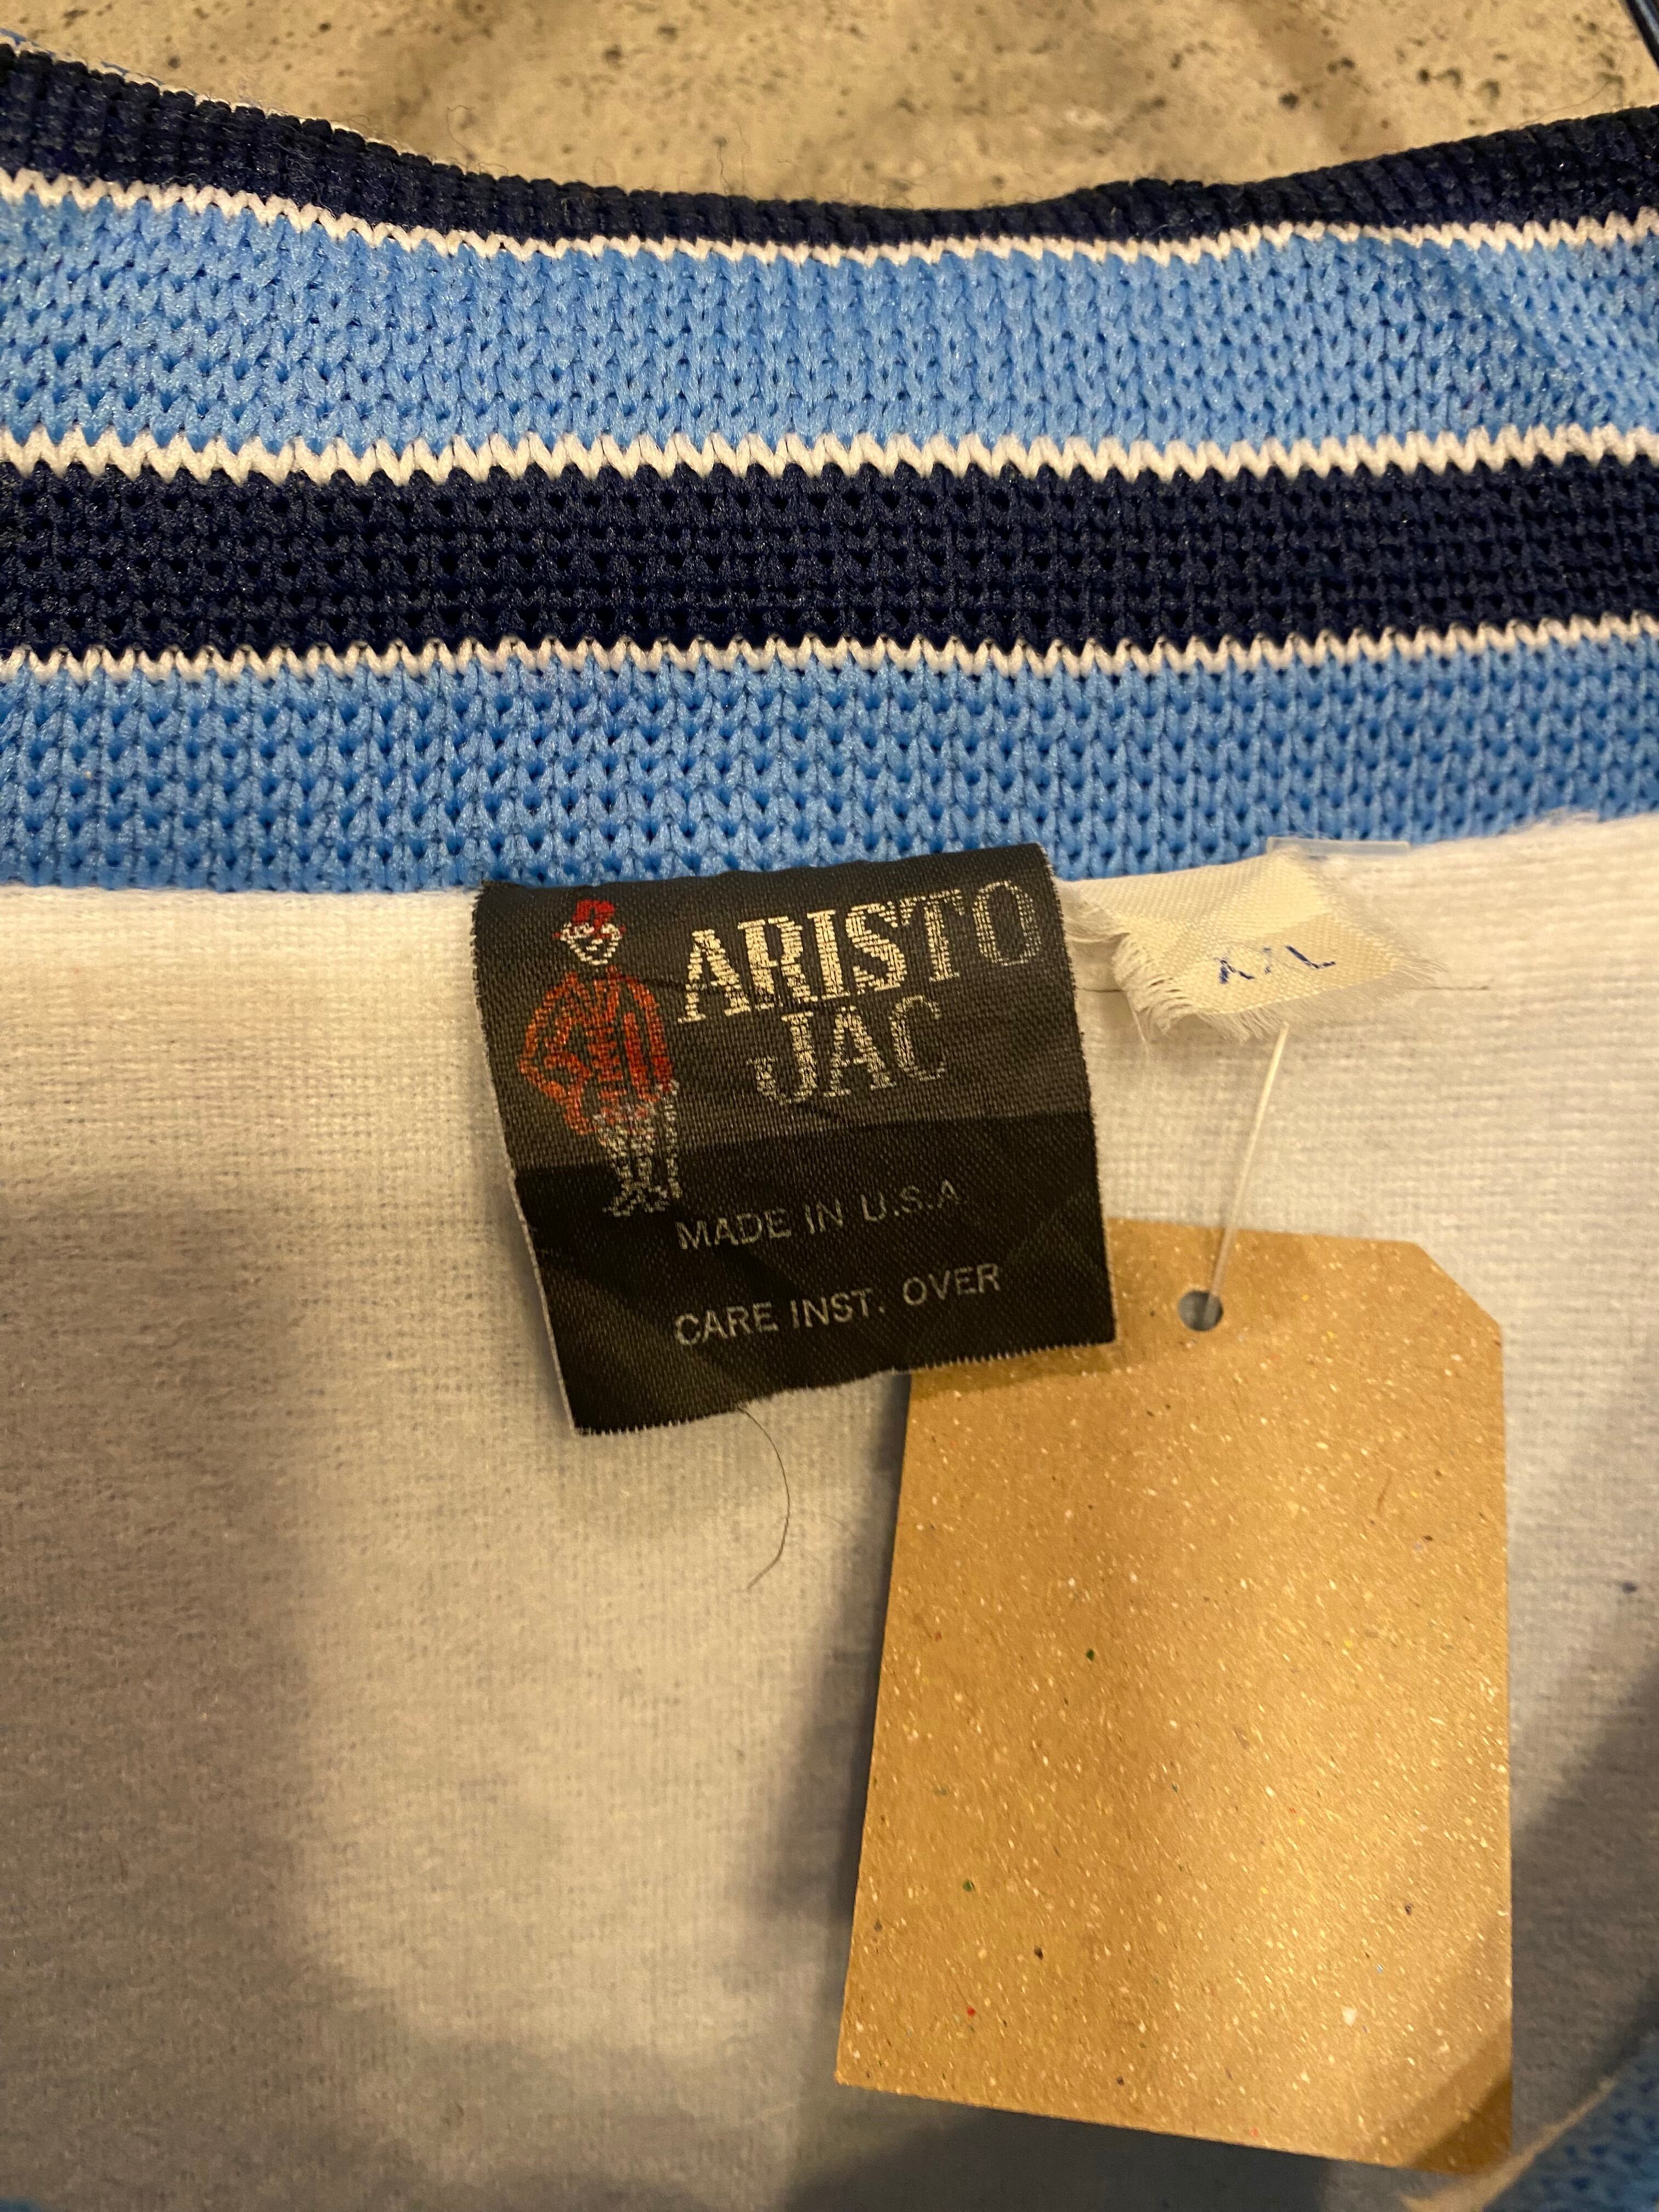 ARISTO
JAC
MADE IN U.S.A
CARE INST. OVER